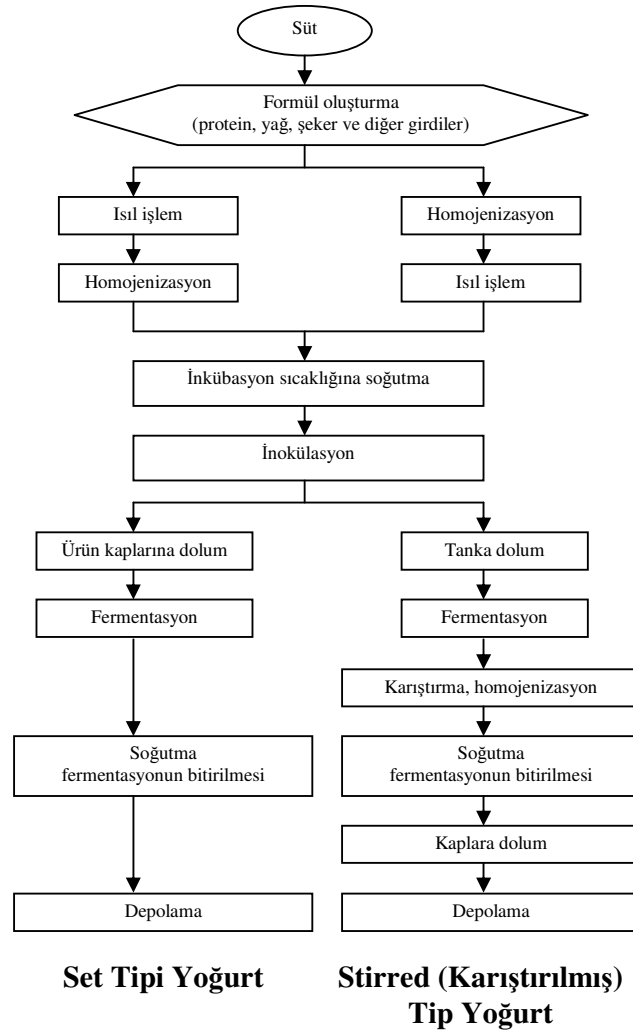 Süt
Formül oluşturma
(protein, yağ, şeker ve diğer girdiler)
Isıl işlem
Homojenizasyon
Homojenizasyon
Isıl işlem
İnkübasyon sıcaklığına soğutma
İnokülasyon
Ürün kaplarına dolum
Tanka dolum
Fermentasyon
Fermentasyon
Karıştırma, homojenizasyon
Soğutma
fermentasyonun bitirilmesi
Soğutma
fermentasyonun bitirilmesi
Kaplara dolum
Depolama
Depolama
Set Tipi Yoğurt
Stirred (Karıştırılmış)
Tip Yoğurt